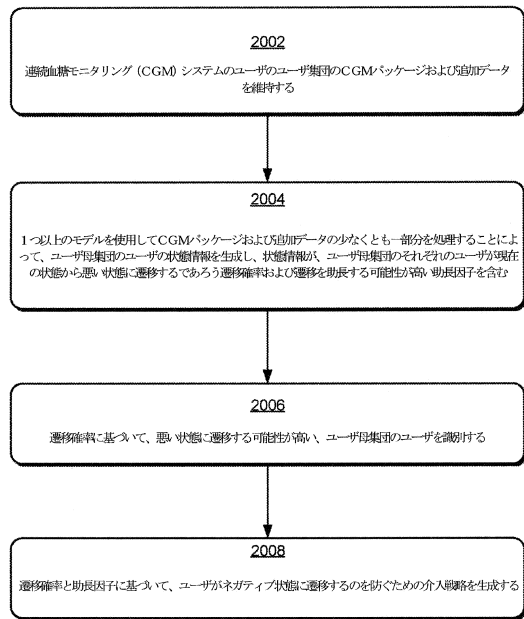 2002
連続血糖モニタリング（CGM）システムのユーザのユーザ集団のCGMパッケージおよび追加データ
を維持する
2004
1つ以上のモデルを使用してCGMパッケージおよび追加データの少なくとも一部分を処理することによ
って、ユーザ母集団のユーザの状態情報を生成し、状態情報が、ユーザ母集団のそれぞれのユーザが現在
の状態から悪い状態に遷移するであろう遷移確率および遷移を助長する可能性が高い助長因子を含む
2006
遷移確率に基づいて、悪い状態に遷移する可能性が高い、ユーザ母集団のユーザを識別する
2008
遷移確率と助長因子に基づいて、ユーザがネガティブ状態に遷移するのを防ぐための介入戦略を生成する